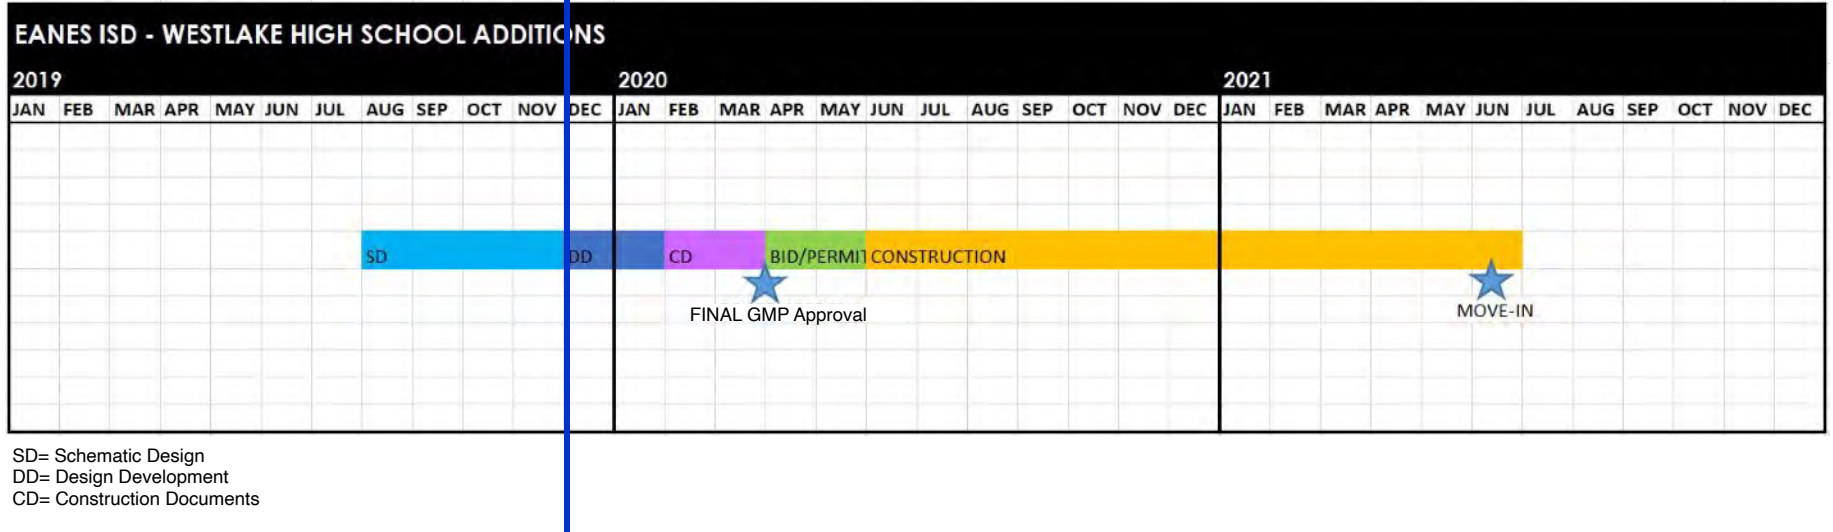 EANES ISD - WESTLAKE HIGH SCHOOL ADDITIONS
2019 2020 2021
JAN FEB MAR APR MAY JUN JUL AUG SEP OCT NOV DEC JAN FEB MAR APR MAY JUN JUL AUG SEP OCT NOV DEC JAN FEB MAR APR MAY JUN JUL AUG SEP OCT NOV DEC
SD DD CD BID/PERMIT CONSTRUCTION
FINAL GMP Approval MOVE-IN
SD= Schematic Design
DD= Design Development
CD= Construction Documents